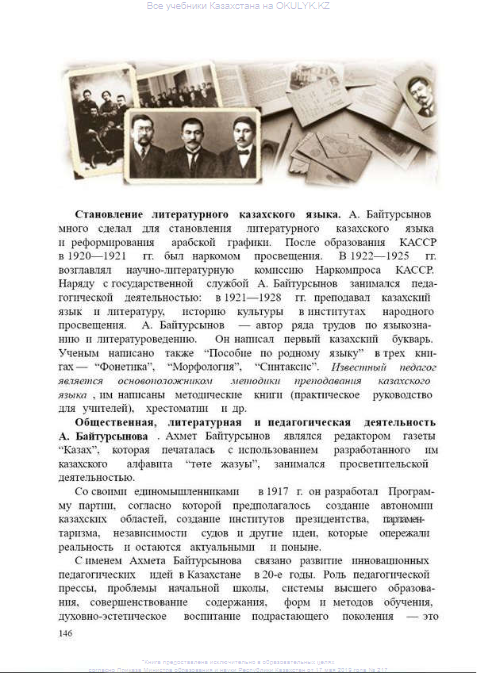 Все учебники Казахстана на OKULYK.KZ
Становление литературного казахского языка. А. Байтурсынов
много сделал для становления литературного казахского языка
и реформирования арабской графики. После образования КАССР
в 1920—1921 гг. был наркомом просвещения. В 1922—1925 гг.
возглавлял научно-литературную комиссию Наркомпроса КАССР.
Наряду с государственной службой А. Байтурсынов занимался педа-
гогической деятельностью: в 1921—1928 гг. преподавал казахский
язык и литературу, историю культуры в институтах народного
просвещения. А. Байтурсынов — автор ряда трудов по языкозна-
нию и литературоведению. Он написал первый казахский букварь.
Ученым написано также “Пособие по родному языку” в трех кни-
гах — “Фонетика”, “Морфология”, “Синтаксис”. Известный педагог
является основоположником методики преподавания казахского
языка , им написаны методические книги (практическое руководство
для учителей), хрестоматии и др.
Общественная, литературная и педагогическая деятельность
А. Байтурсынова . Ахмет Байтурсынов являлся редактором газеты
“Казах”, которая печаталась с использованием разработанного им
казахского алфавита “төте жазуы”, занимался просветительской
деятельностью.
Со своими единомышленниками в 1917 г. он разработал Програм-
му партии, согласно которой предполагалось создание автономии
казахских областей, создание институтов президентства, парламен-
таризма, независимости судов и другие идеи, которые опережали
реальность и остаются актуальными и поныне.
С именем Ахмета Байтурсынова связано развитие инновационных
педагогических идей в Казахстане в 20-е годы. Роль педагогической
прессы, проблемы начальной школы, системы высшего образова-
ния, совершенствование содержания, форм и методов обучения,
духовно-эстетическое воспитание подрастающего поколения — это
146
*Книга предоставлена исключительно в образовательных целях
согласно Приказа Министра образования и науки Республики Казахстан от 17 мая 2019 года № 217